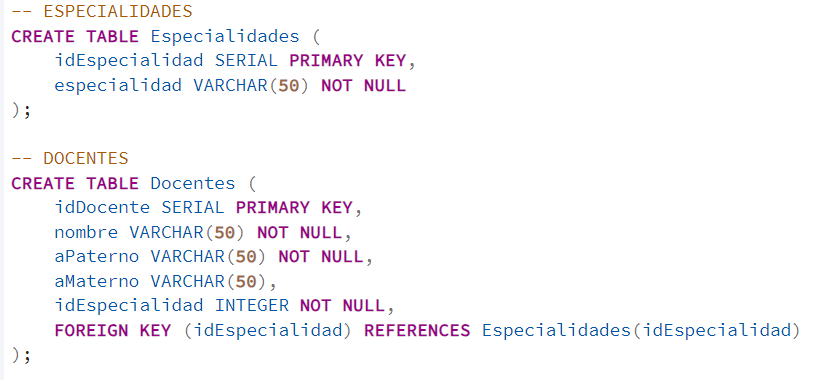 -- ESPECIALIDADES
CREATE TABLE Especialidades (
    idEspecialidad SERIAL PRIMARY KEY,
    especialidad VARCHAR(50) NOT NULL
);

-- DOCENTES
CREATE TABLE Docentes (
    idDocente SERIAL PRIMARY KEY,
    nombre VARCHAR(50) NOT NULL,
    aPaterno VARCHAR(50) NOT NULL,
    aMaterno VARCHAR(50),
    idEspecialidad INTEGER NOT NULL,
    FOREIGN KEY (idEspecialidad) REFERENCES Especialidades(idEspecialidad)
);